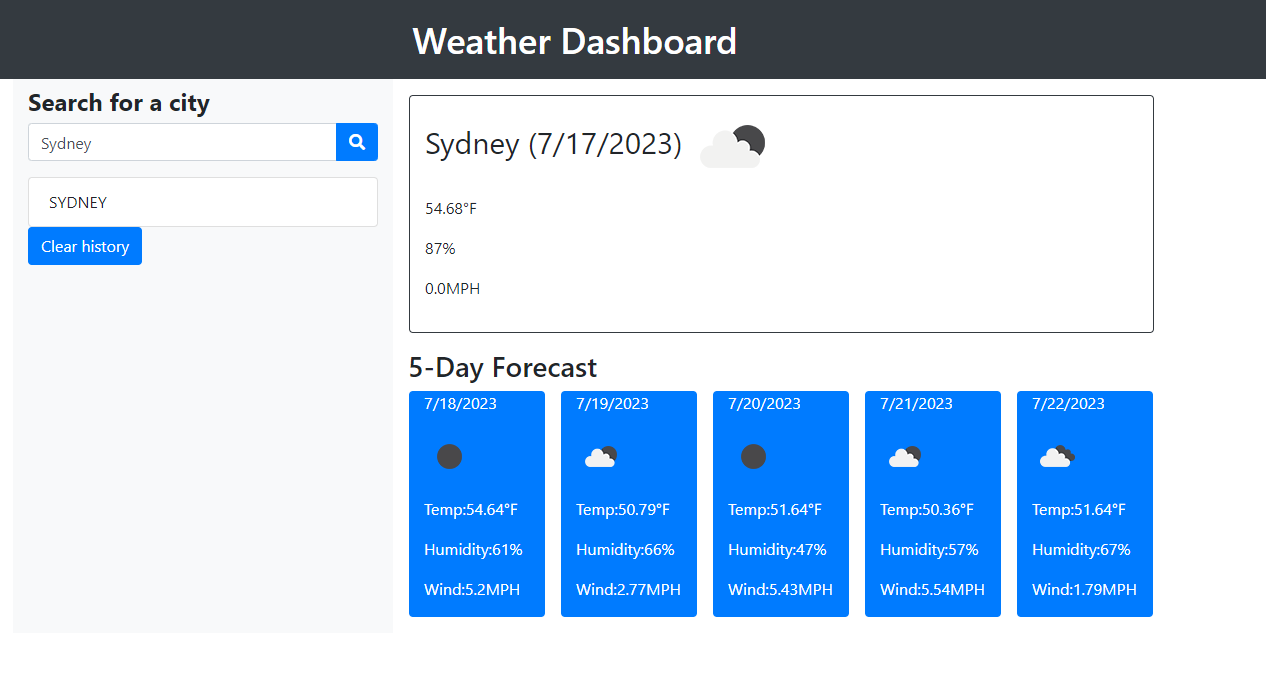 Weather Dashboard
Search for a city
Sydney
SYDNEY
Clear history
Sydney (7/17/2023)
54.68°F
87%
0.0MPH
5-Day Forecast
7/18/2023
Temp:54.64°F
Humidity:61%
Wind:5.2MPH
7/19/2023
Temp:50.79°F
Humidity:66%
Wind:2.77MPH
7/20/2023
Temp:51.64°F
Humidity:47%
Wind:5.43MPH
7/21/2023
Temp:50.36°F
Humidity:57%
Wind:5.54MPH
7/22/2023
Temp:51.64°F
Humidity:67%
Wind:1.79MPH